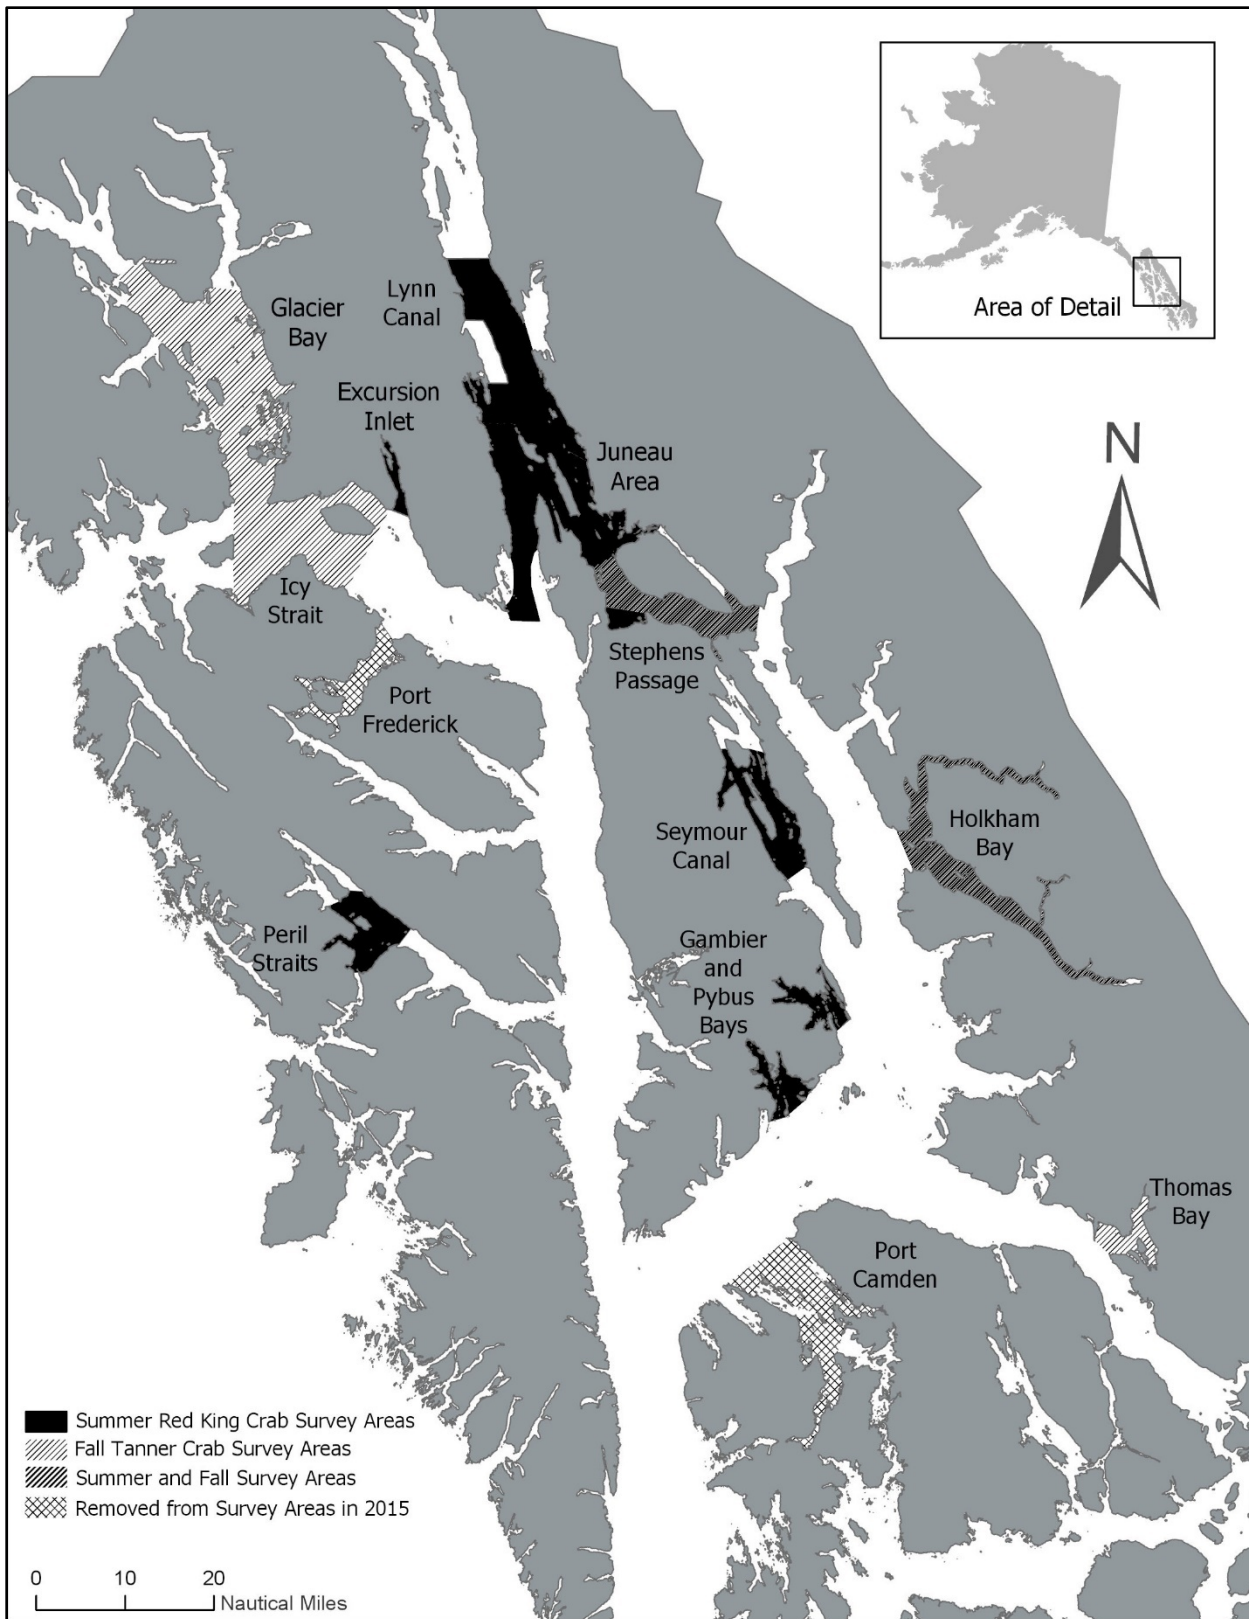 Area of Detail
Glacier
Bay
Lynn
Canal
Excursion
Inlet
N
Juneau
Area
Icy
Strait
Stephens
Passage
Port
Frederick
Seymour
Canal
Holkham
Bay
Peril
Straits
Gambier
and
Pybus
Bays
Thomas
Bay
Port
Camden
Summer Red King Crab Survey Areas
Fall Tanner Crab Survey Areas
Summer and Fall Survey Areas
Removed from Survey Areas in 2015
0 10 20
Nautical Miles